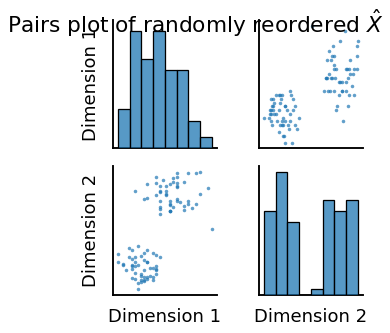 Pairs plot of randomly reordered X̂
Dimension 1
Dimension 2
Dimension 1
Dimension 2